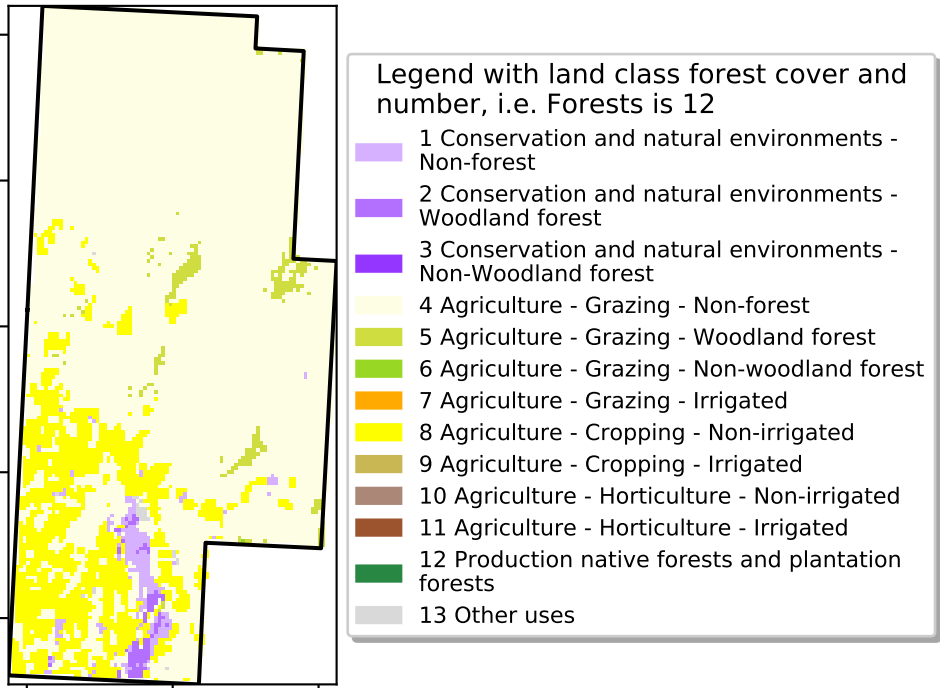 Legend with land class forest cover and
number, i.e. Forests is 12
1 Conservation and natural environments -
Non-forest
2 Conservation and natural environments -
Woodland forest
3 Conservation and natural environments -
Non-Woodland forest
4 Agriculture - Grazing - Non-forest
5 Agriculture - Grazing - Woodland forest
6 Agriculture - Grazing - Non-woodland forest
7 Agriculture - Grazing - Irrigated
8 Agriculture - Cropping - Non-irrigated
9 Agriculture - Cropping - Irrigated
10 Agriculture - Horticulture - Non-irrigated
11 Agriculture - Horticulture - Irrigated
12 Production native forests and plantation
forests
13 Other uses